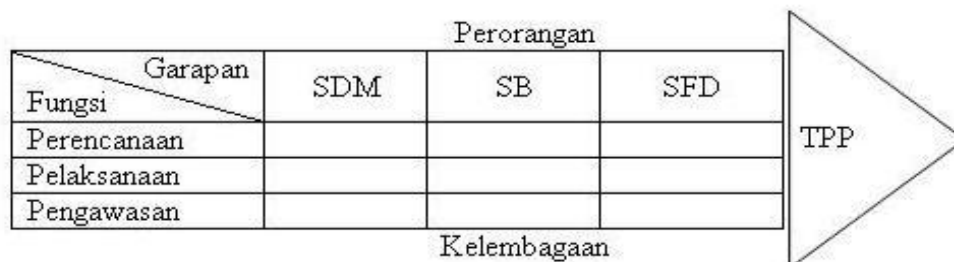 Perorangan
Garapan
Fungsi
SDM SB SFD
Perencanaan
Pelaksanaan
Pengawasan
TPP
Kelembagaan